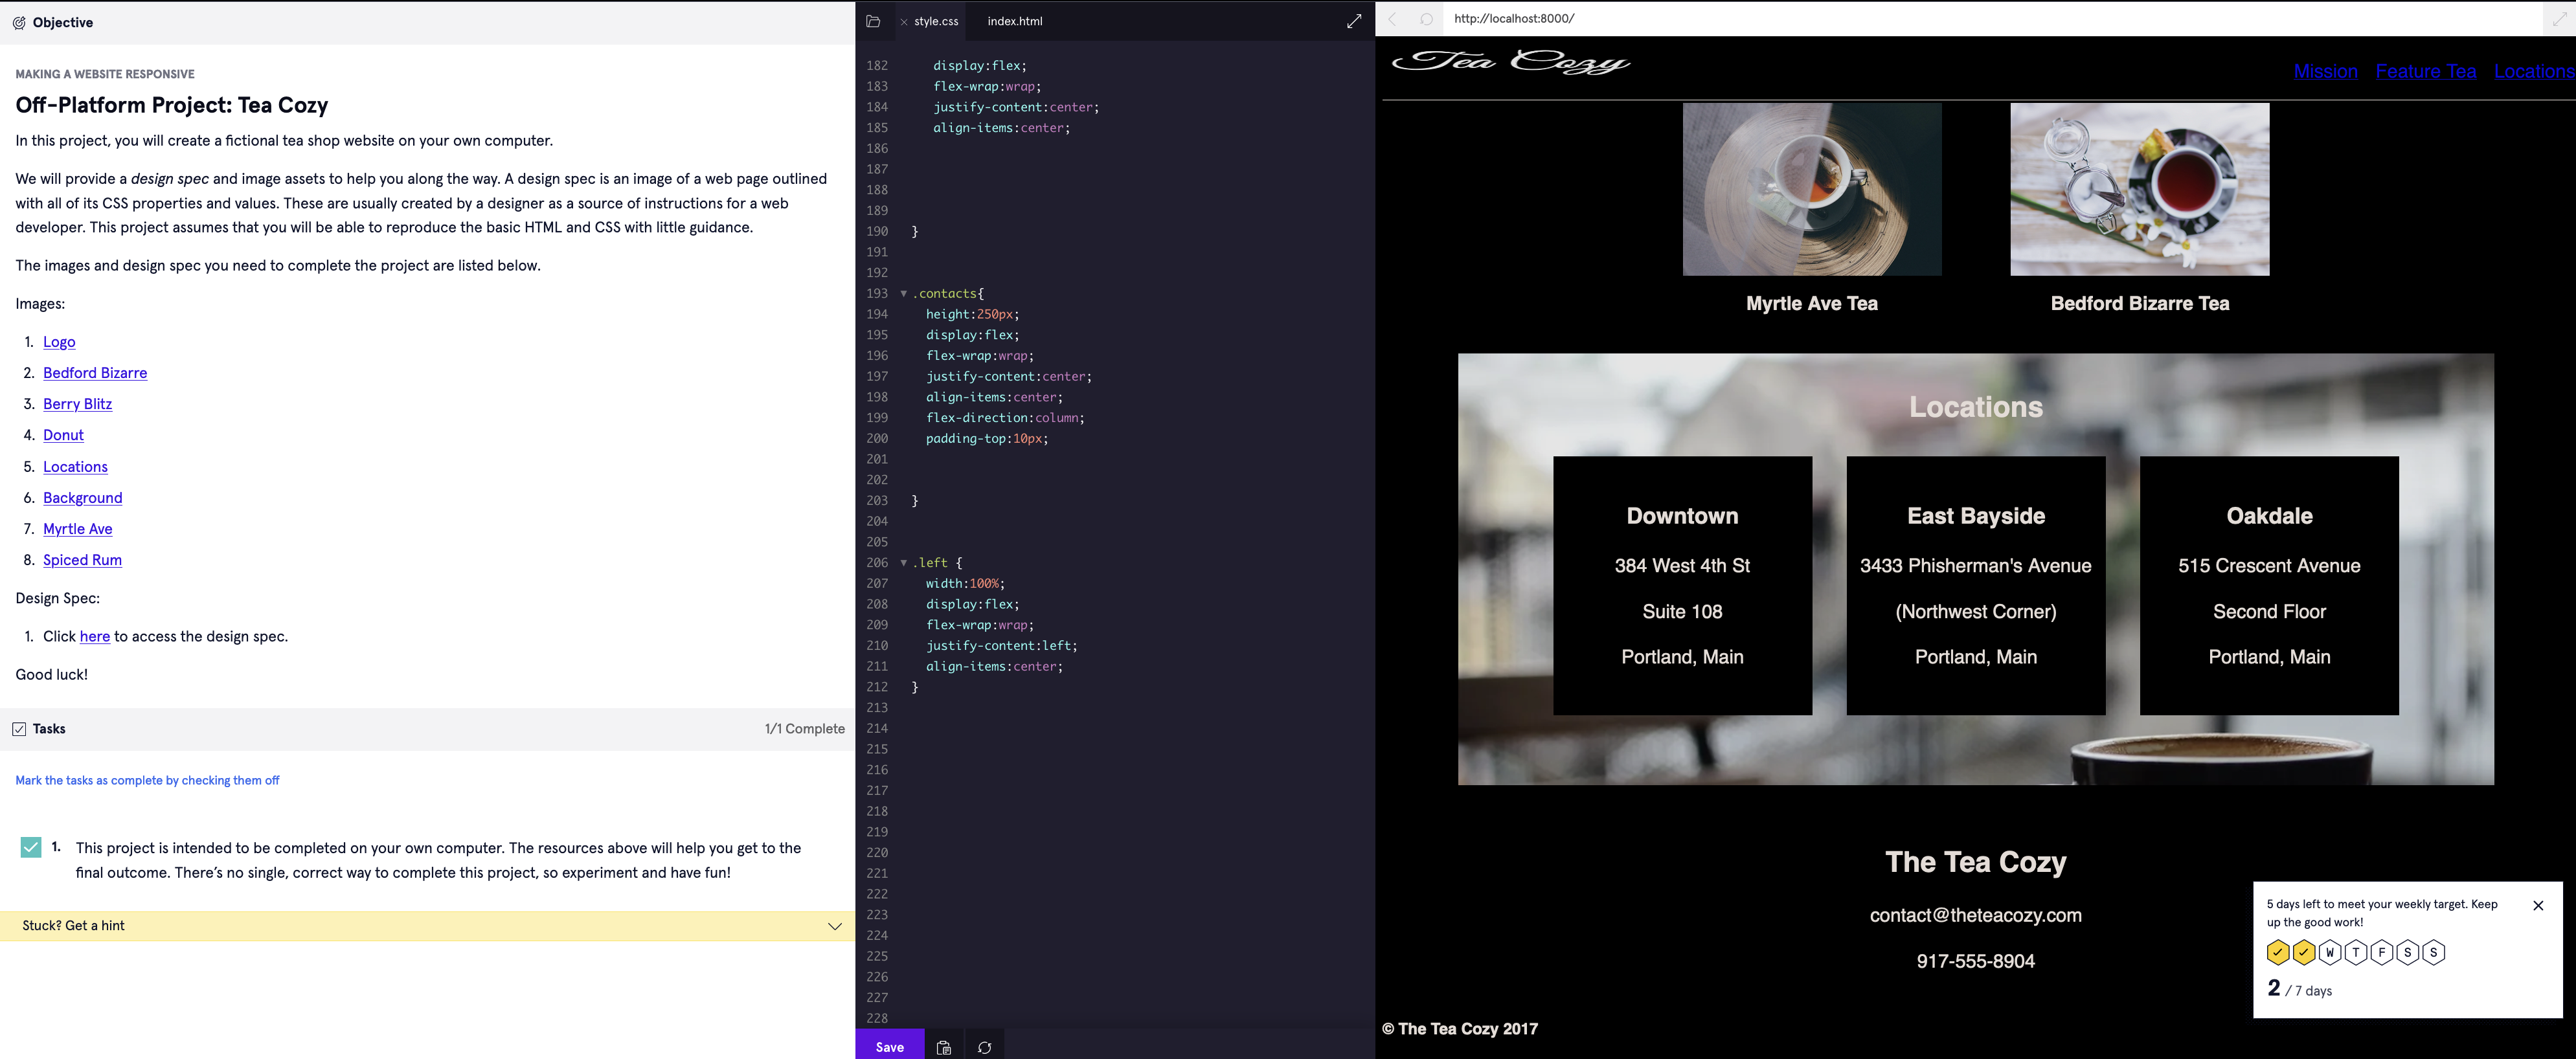 Objective
MAKING A WEBSITE RESPONSIVE
Off-Platform Project: Tea Cozy
In this project, you will create a fictional tea shop website on your own computer.
We will provide a design spec and image assets to help you along the way. A design spec is an image of a web page outlined
with all of its CSS properties and values. These are usually created by a designer as a source of instructions for a web
developer. This project assumes that you will be able to reproduce the basic HTML and CSS with little guidance.
The images and design spec you need to complete the project are listed below.
Images:
1. Logo
2. Bedford Bizarre
3. Berry Blitz
4. Donut
5. Locations
6. Background
7. Myrtle Ave
8. Spiced Rum
Design Spec:
1. Click here to access the design spec.
Good luck!
Tasks
1/1 Complete
Mark the tasks as complete by checking them off
1. This project is intended to be completed on your own computer. The resources above will help you get to the
final outcome. There's no single, correct way to complete this project, so experiment and have fun!
Stuck? Get a hint
style.css
index.html
182 display:flex;
183 flex-wrap:wrap;
184 justify-content:center;
185 align-items:center;
186
187
188
189
190 }
191
192
193 .contacts{
194 height:250px;
195 display:flex;
196 flex-wrap:wrap;
197 justify-content:center;
198 align-items:center;
199 flex-direction:column;
200 padding-top:10px;
201
202
203 }
204
205
206 .left {
207 width:100%;
208 display:flex;
209 flex-wrap:wrap;
210 justify-content:left;
211 align-items:center;
212 }
213
214
215
216
217
218
219
220
221
222
223
224
225
226
227
228
Save
http://localhost:8000/
Tea Cozy
Mission Feature Tea Locations
Myrtle Ave Tea
Bedford Bizarre Tea
Locations
Downtown
384 West 4th St
Suite 108
Portland, Main
East Bayside
3433 Phisherman's Avenue
(Northwest Corner)
Portland, Main
Oakdale
515 Crescent Avenue
Second Floor
Portland, Main
The Tea Cozy
contact@theteacozy.com
917-555-8904
© The Tea Cozy 2017
5 days left to meet your weekly target. Keep
up the good work!
W T F S S
2 / 7 days